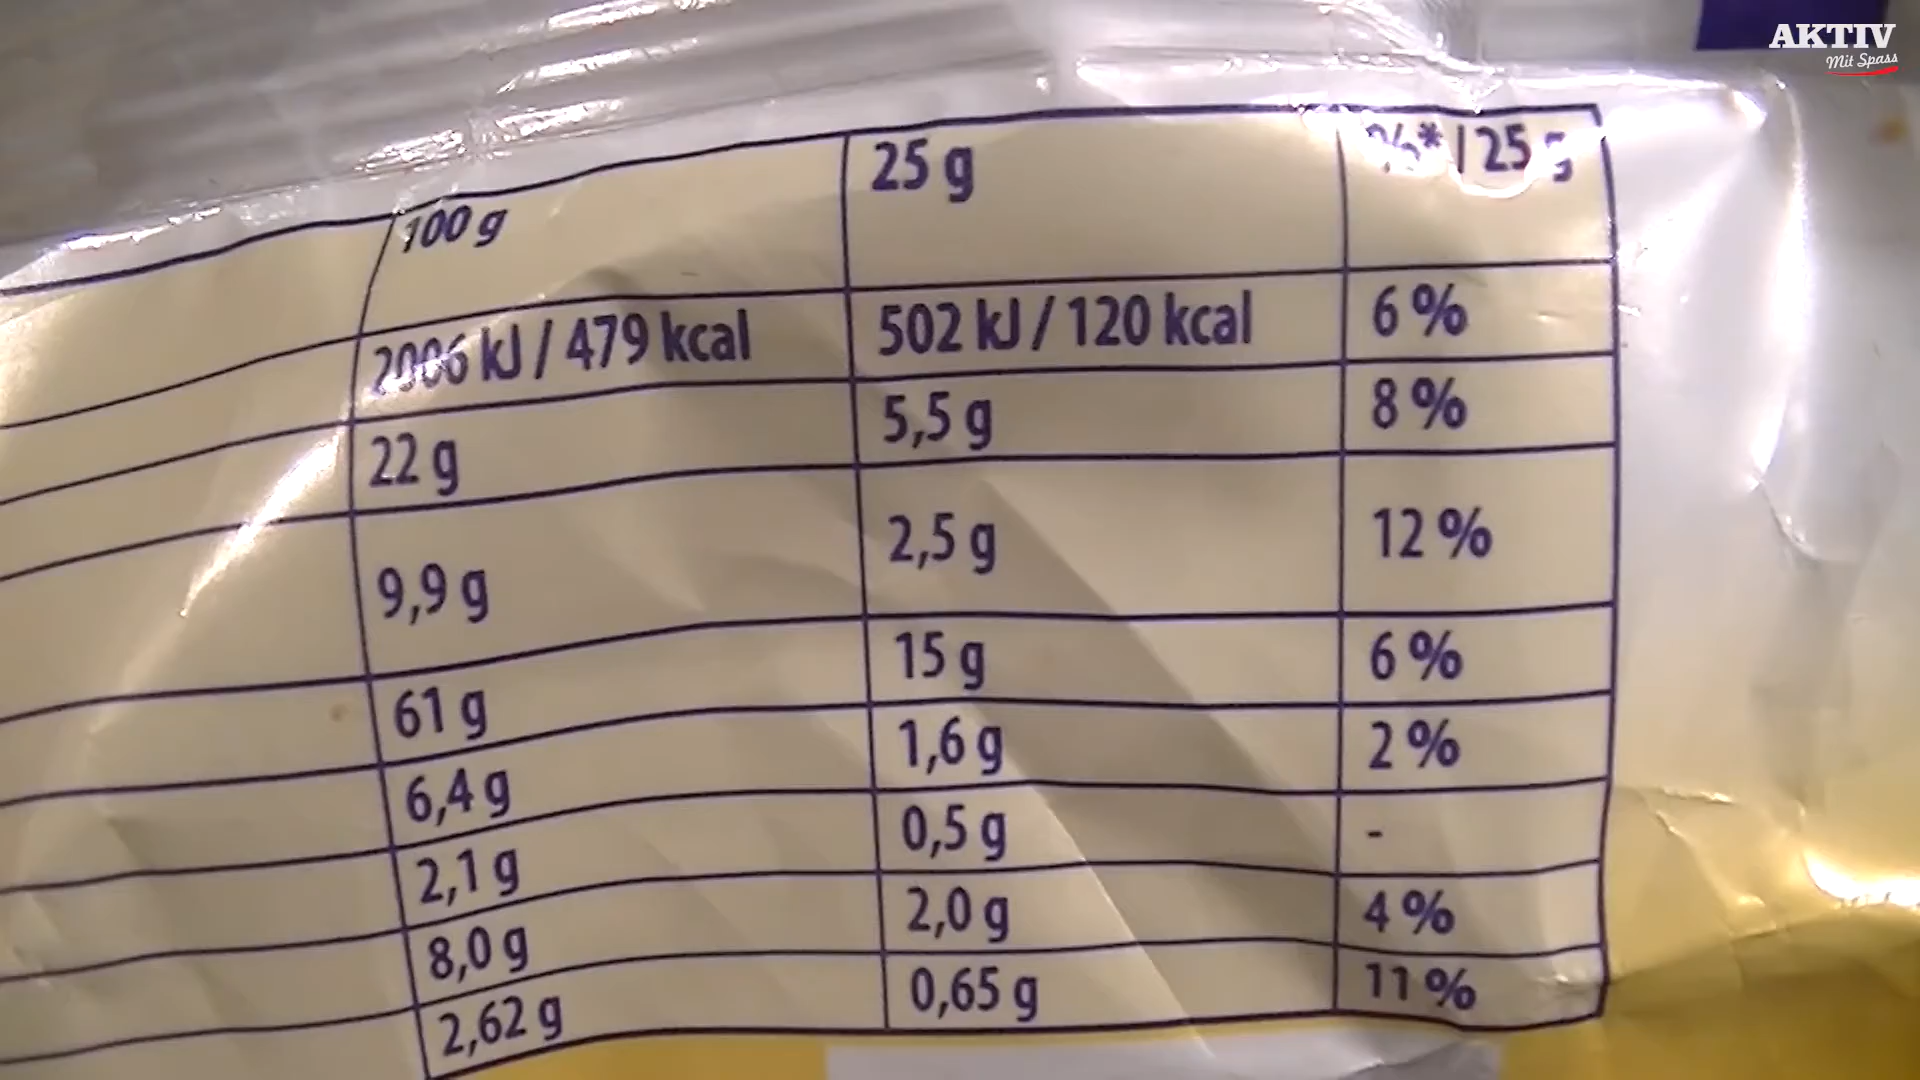 AKTIV
Mit Spass
100 g 25 g %* / 25 g
2006 kJ / 479 kcal 502 kJ / 120 kcal 6 %
22 g 5,5 g 8 %
9,9 g 2,5 g 12 %
61 g 15 g 6 %
6,4 g 1,6 g 2 %
2,1 g 0,5 g -
8,0 g 2,0 g 4 %
2,62 g 0,65 g 11 %